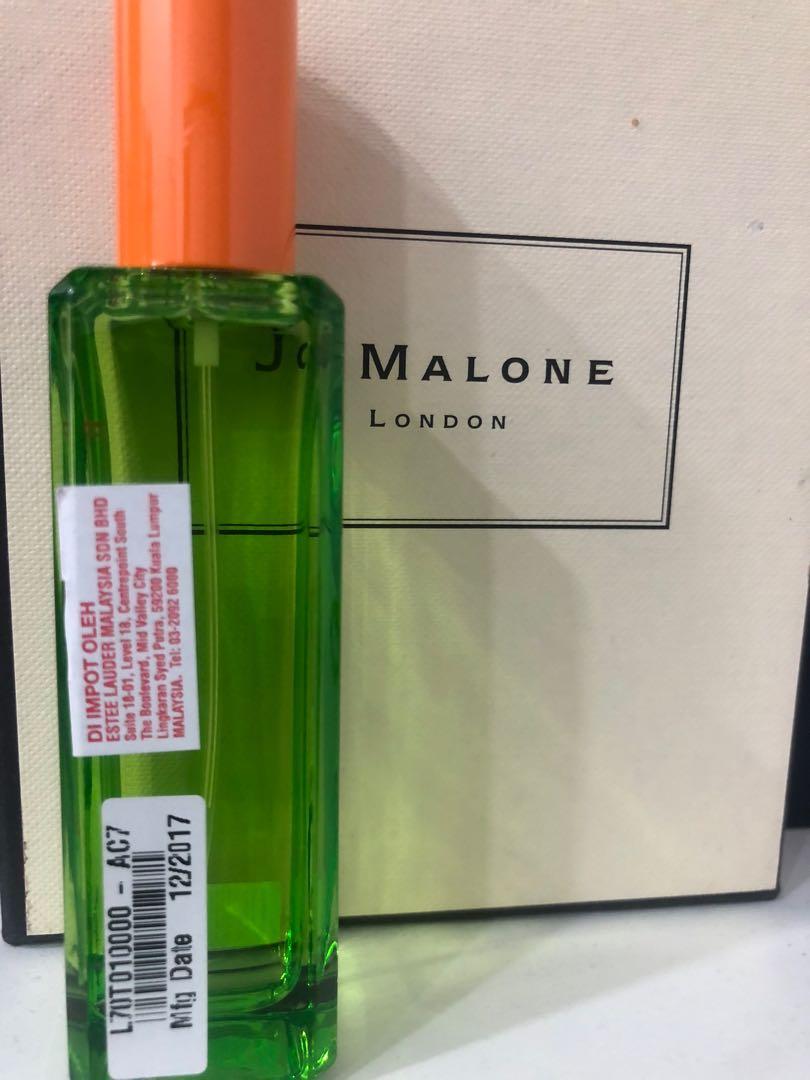 Jo MALONE
LONDON
DI IMPOT OLEH
ESTEE LAUDER MALAYSIA SDN BHD
Suite 18-01, Level 18, Centrepoint South
The Boulevard, Mid Valley City
Lingkaran Syed Putra, 59200 Kuala Lumpur
MALAYSIA. Tel: 03-2092 6000
L70T010000 - AC7
Mfg Date 12/2017